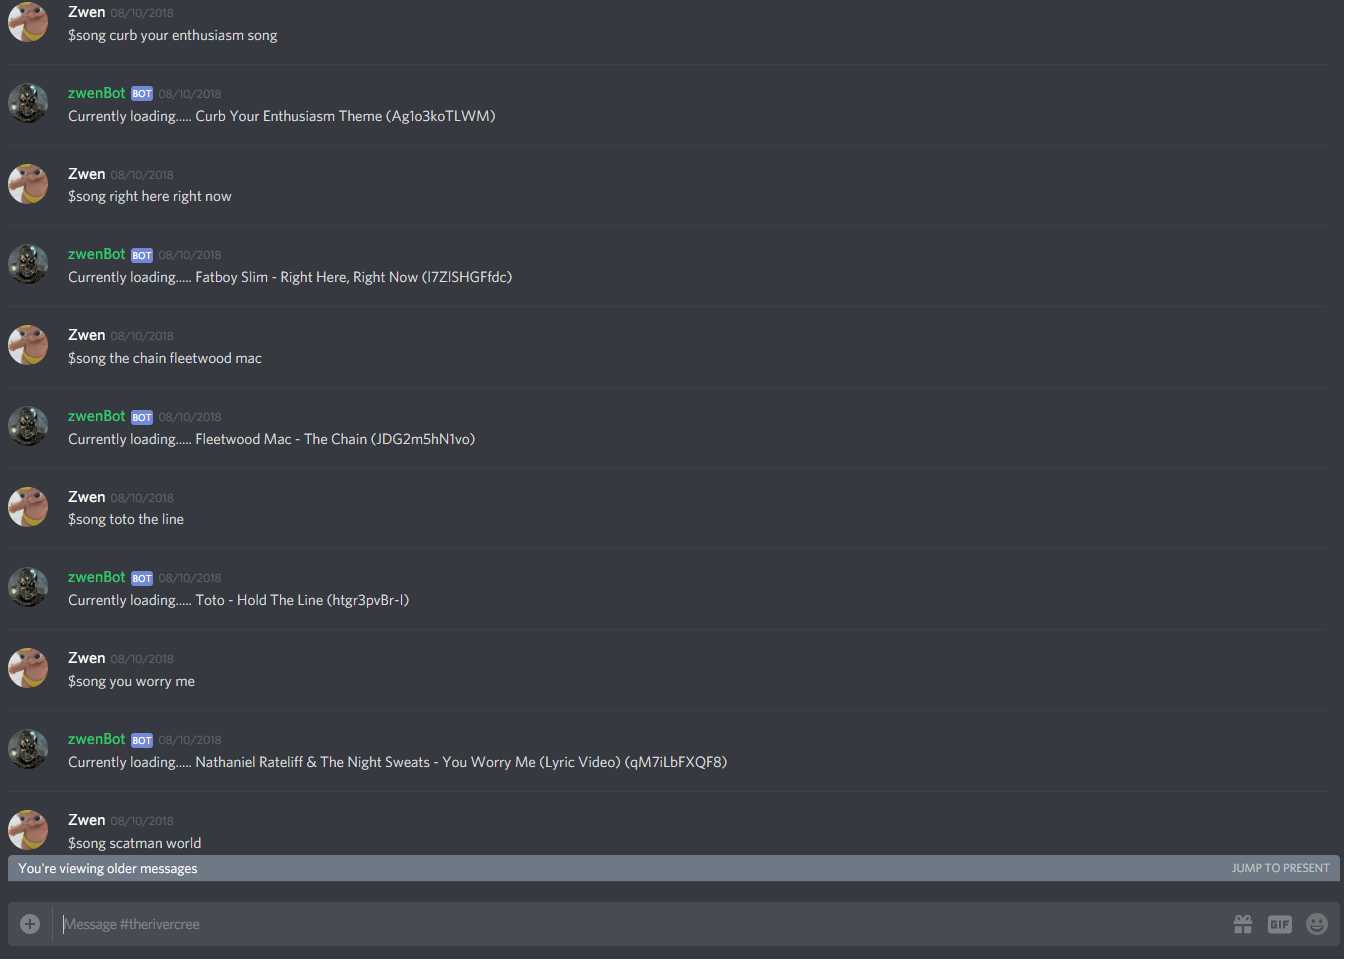 Zwen 08/10/2018
$song curb your enthusiasm song
zwenBot BOT 08/10/2018
Currently loading..... Curb Your Enthusiasm Theme (Ag1o3koTLWM)
Zwen 08/10/2018
$song right here right now
zwenBot BOT 08/10/2018
Currently loading..... Fatboy Slim - Right Here, Right Now (l7ZlSHGFfdc)
Zwen 08/10/2018
$song the chain fleetwood mac
zwenBot BOT 08/10/2018
Currently loading..... Fleetwood Mac - The Chain (JDG2m5hN1vo)
Zwen 08/10/2018
$song toto the line
zwenBot BOT 08/10/2018
Currently loading..... Toto - Hold The Line (htgr3pvBr-I)
Zwen 08/10/2018
$song you worry me
zwenBot BOT 08/10/2018
Currently loading..... Nathaniel Rateliff & The Night Sweats - You Worry Me (Lyric Video) (qM7iLbFXQF8)
Zwen 08/10/2018
$song scatman world
You're viewing older messages JUMP TO PRESENT
Message #therivercree GIF